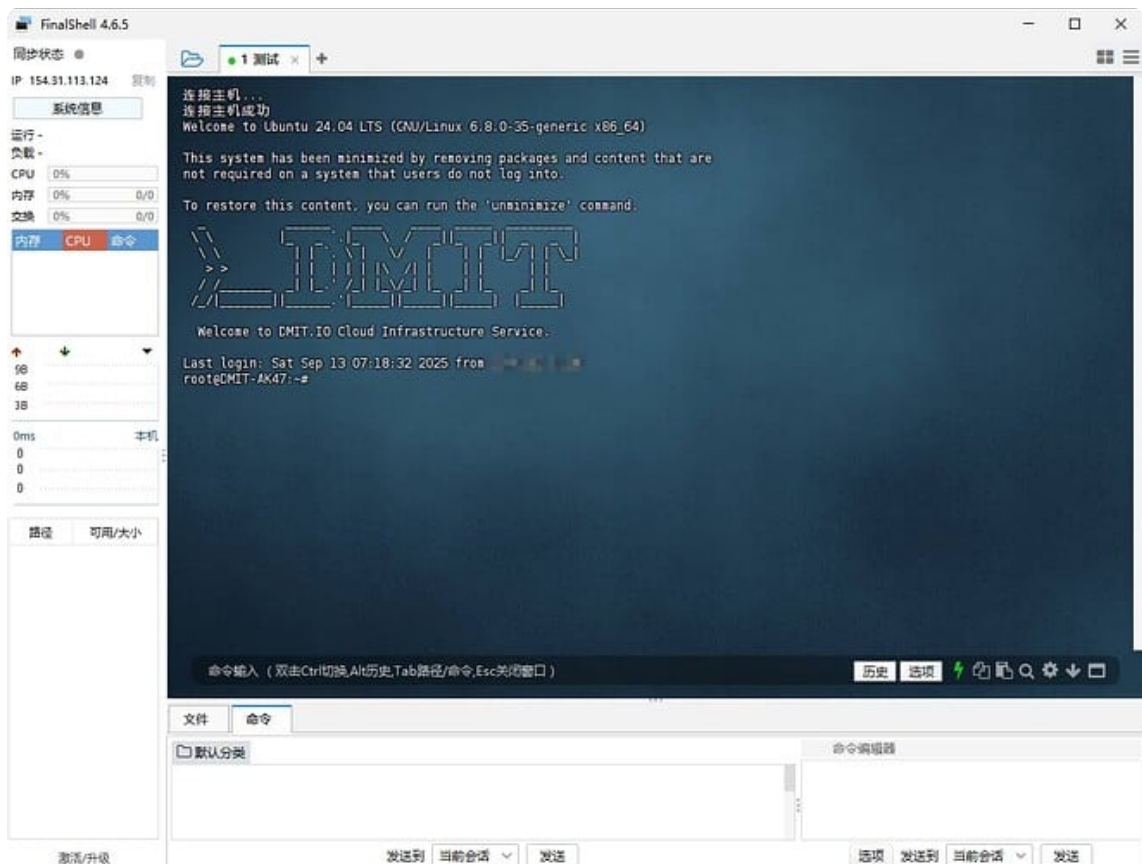 FinalShell 4.6.5
同步状态
IP 154.31.113.124 复制
系统信息
运行 -
负载 -
CPU 0%
内存 0% 0/0
交换 0% 0/0
内存 CPU 命令
9B
6B
3B
0ms 本机
0
0
0
路径 可用/大小
激活/升级
1 测试 × +
连接主机...
连接主机成功
Welcome to Ubuntu 24.04 LTS (GNU/Linux 6.8.0-35-generic x86_64)
This system has been minimized by removing packages and content that are
not required on a system that users do not log into.
To restore this content, you can run the 'unminimize' command.
DMIT
Welcome to DMIT.IO Cloud Infrastructure Service.
Last login: Sat Sep 13 07:18:32 2025 from
root@DMIT-AK47:~#
命令输入 (双击Ctrl切换,Alt历史,Tab路径/命令,Esc关闭窗口)
历史 选项
文件 命令
默认分类
命令编辑器
发送到 当前会话 发送
选项 发送到 当前会话 发送